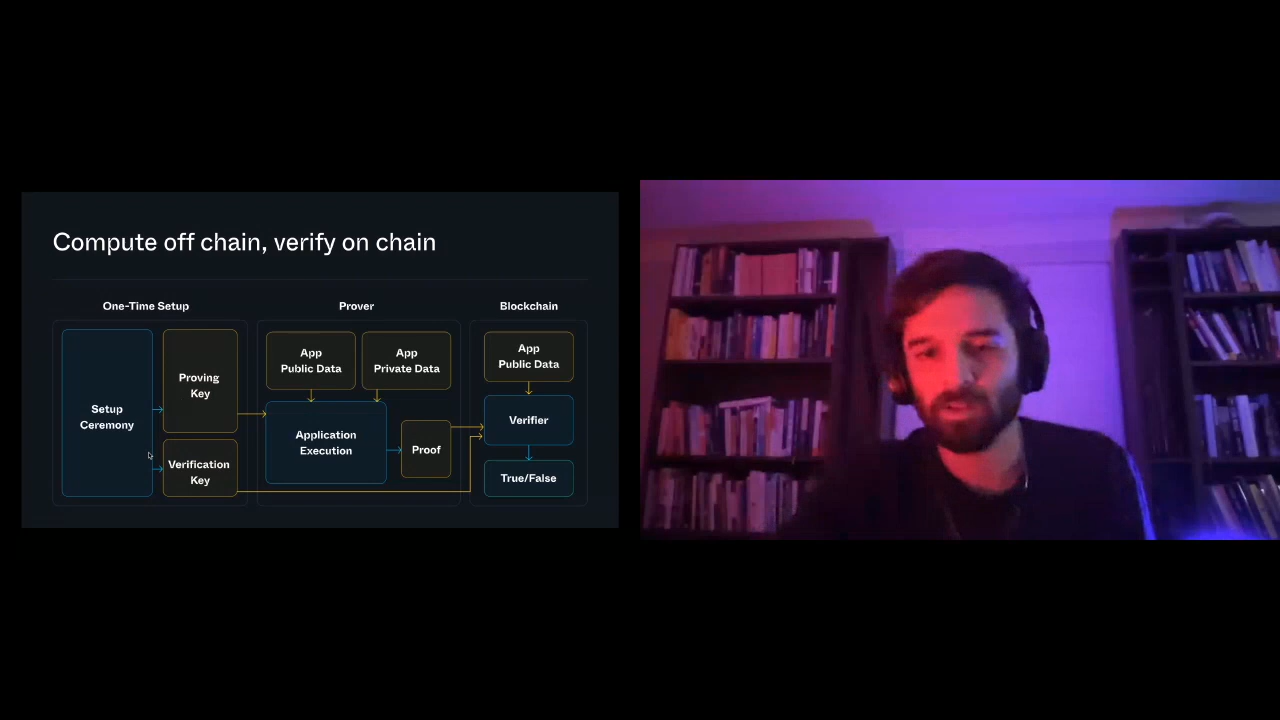 Compute off chain, verify on chain
One-Time Setup
Prover
Blockchain
Setup
Ceremony
Proving
Key
Verification
Key
App
Public Data
App
Private Data
Application
Execution
Proof
App
Public Data
Verifier
True/False